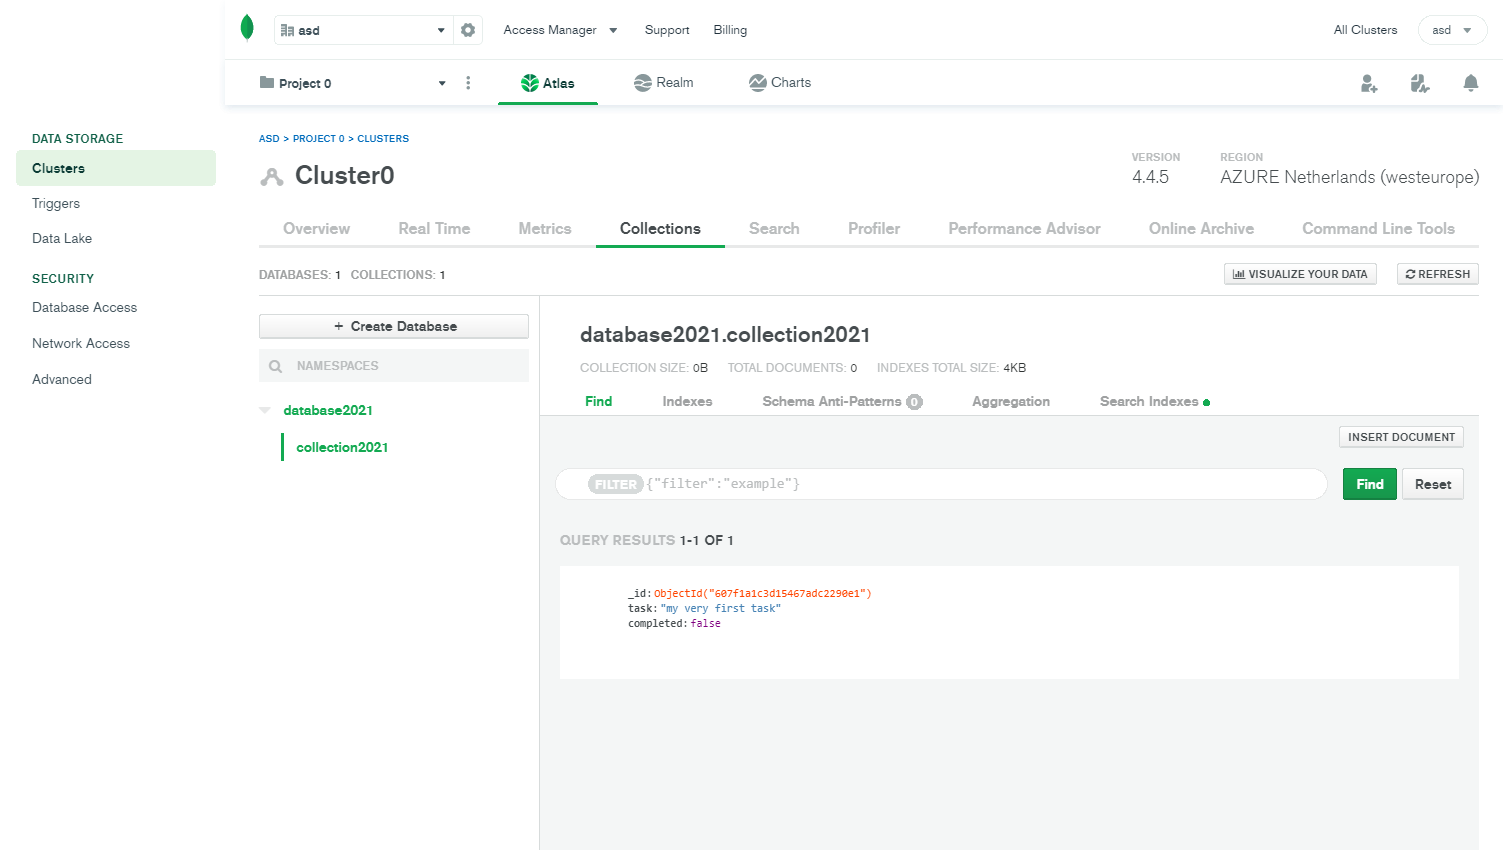 asd
Access Manager
Support
Billing
All Clusters
asd
Project 0
Atlas
Realm
Charts
DATA STORAGE
Clusters
Triggers
Data Lake
SECURITY
Database Access
Network Access
Advanced
ASD > PROJECT 0 > CLUSTERS
Cluster0
VERSION
4.4.5
REGION
AZURE Netherlands (westeurope)
Overview
Real Time
Metrics
Collections
Search
Profiler
Performance Advisor
Online Archive
Command Line Tools
DATABASES: 1 COLLECTIONS: 1
VISUALIZE YOUR DATA
REFRESH
+ Create Database
NAMESPACES
database2021
collection2021
database2021.collection2021
COLLECTION SIZE: 0B TOTAL DOCUMENTS: 0 INDEXES TOTAL SIZE: 4KB
Find
Indexes
Schema Anti-Patterns 0
Aggregation
Search Indexes
INSERT DOCUMENT
FILTER {"filter":"example"}
Find
Reset
QUERY RESULTS 1-1 OF 1
_id: ObjectId("607f1a1c3d15467adc2290e1")
task: "my very first task"
completed: false